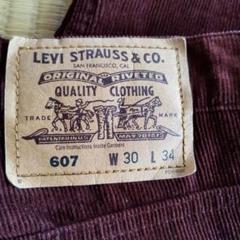 LEVI STRAUSS & CO.
SAN FRANCISCO, CAL.
ORIGINAL RIVETED
QUALITY CLOTHING
TRADE MARK
607 W 30 L 34
Care Instructions Inside Garment